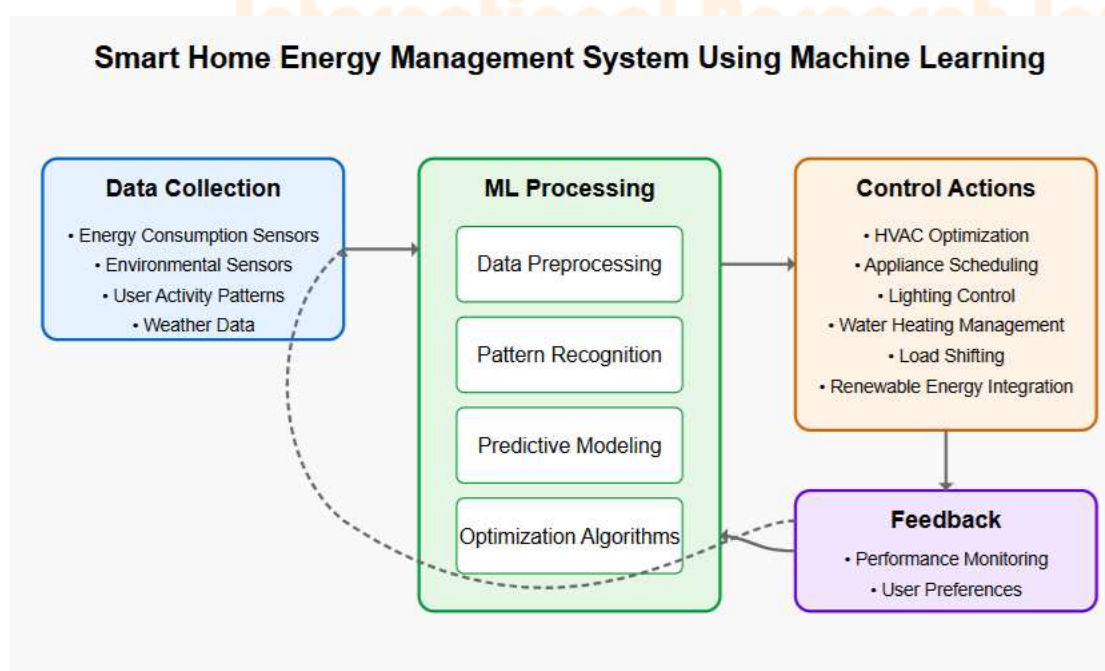 Smart Home Energy Management System Using Machine Learning
Data Collection
• Energy Consumption Sensors
• Environmental Sensors
• User Activity Patterns
• Weather Data
ML Processing
Data Preprocessing
Pattern Recognition
Predictive Modeling
Optimization Algorithms
Control Actions
• HVAC Optimization
• Appliance Scheduling
• Lighting Control
• Water Heating Management
• Load Shifting
• Renewable Energy Integration
Feedback
• Performance Monitoring
• User Preferences